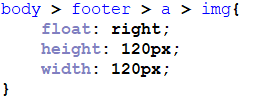 body > footer > a > img{
    float: right;
    height: 120px;
    width: 120px;
}